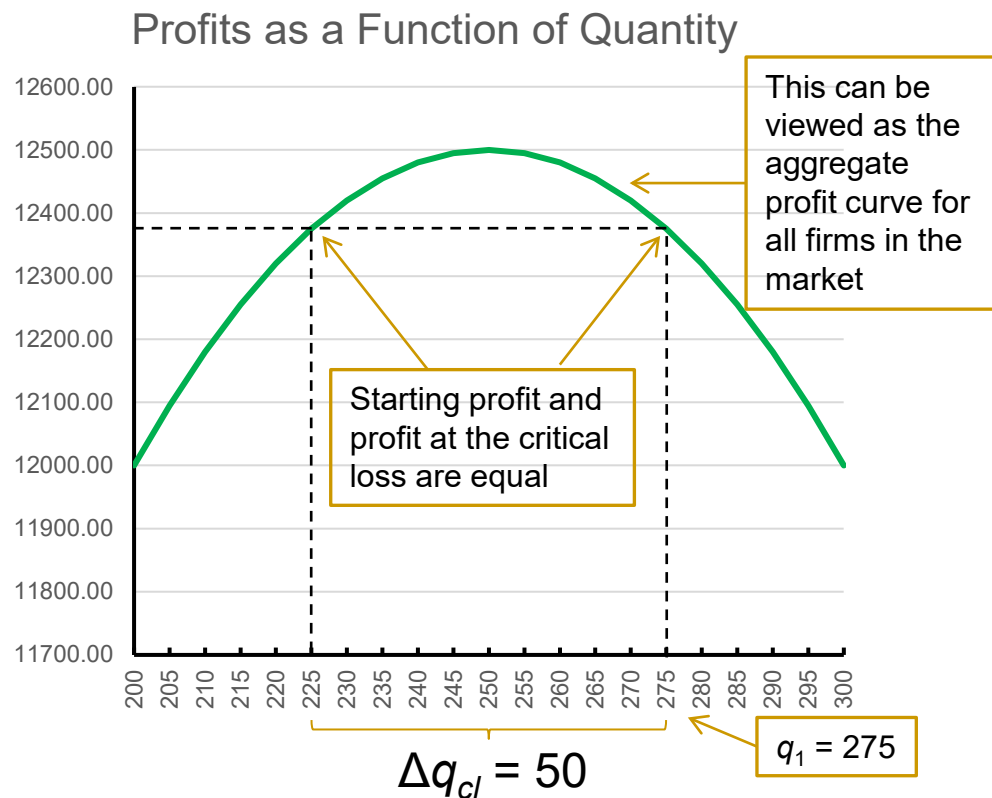 Profits as a Function of Quantity
12600.00
12500.00
12400.00
12300.00
12200.00
12100.00
12000.00
11900.00
11800.00
11700.00
This can be
viewed as the
aggregate
profit curve for
all firms in the
market
Starting profit and
profit at the critical
loss are equal
200 205 210 215 220 225 230 235 240 245 250 255 260 265 270 275 280 285 290 295 300
q₁ = 275
Δq_cl = 50